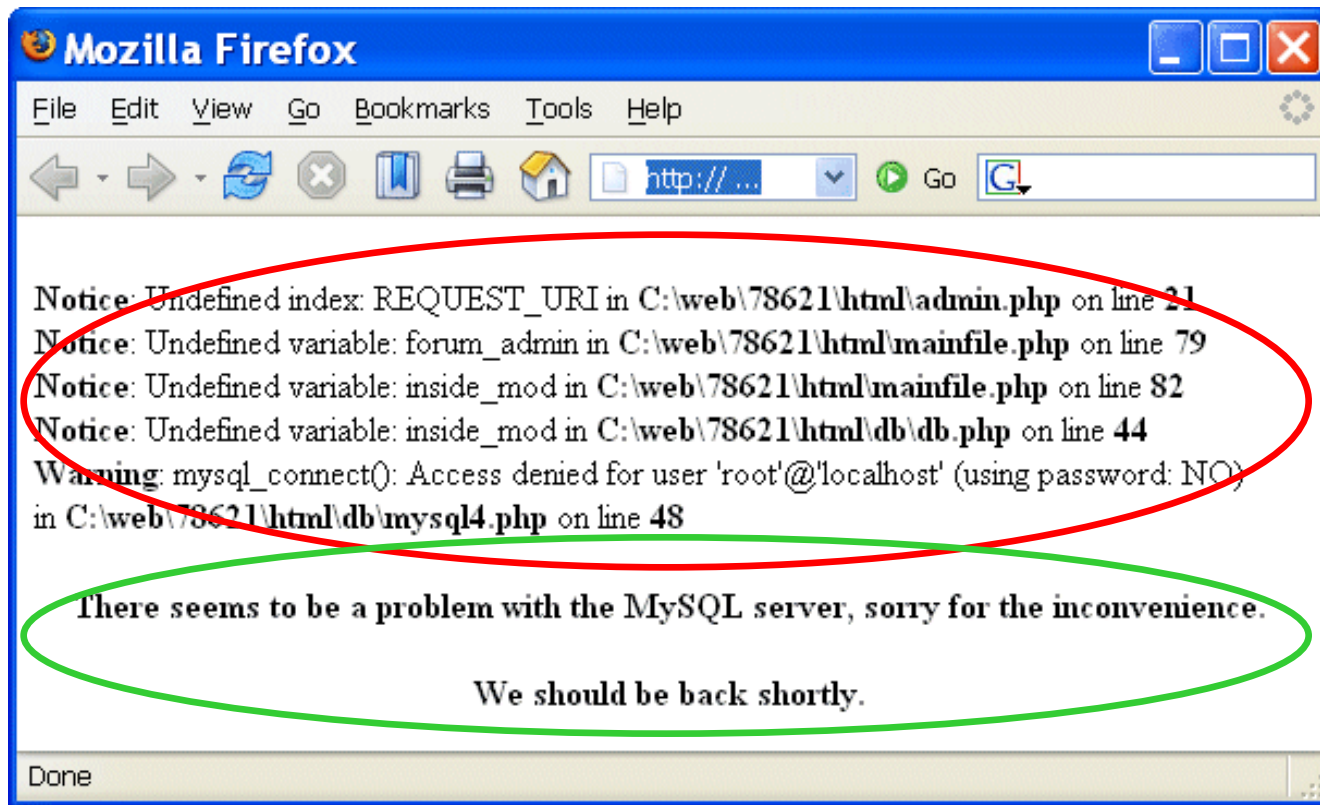 Mozilla Firefox
File Edit View Go Bookmarks Tools Help
http:// ... Go G
Notice: Undefined index: REQUEST_URI in C:\web\78621\html\admin.php on line 21
Notice: Undefined variable: forum_admin in C:\web\78621\html\mainfile.php on line 79
Notice: Undefined variable: inside_mod in C:\web\78621\html\mainfile.php on line 82
Notice: Undefined variable: inside_mod in C:\web\78621\html\db\db.php on line 44
Warning: mysql_connect(): Access denied for user 'root'@'localhost' (using password: NO)
in C:\web\78621\html\db\mysql4.php on line 48
There seems to be a problem with the MySQL server, sorry for the inconvenience.
We should be back shortly.
Done